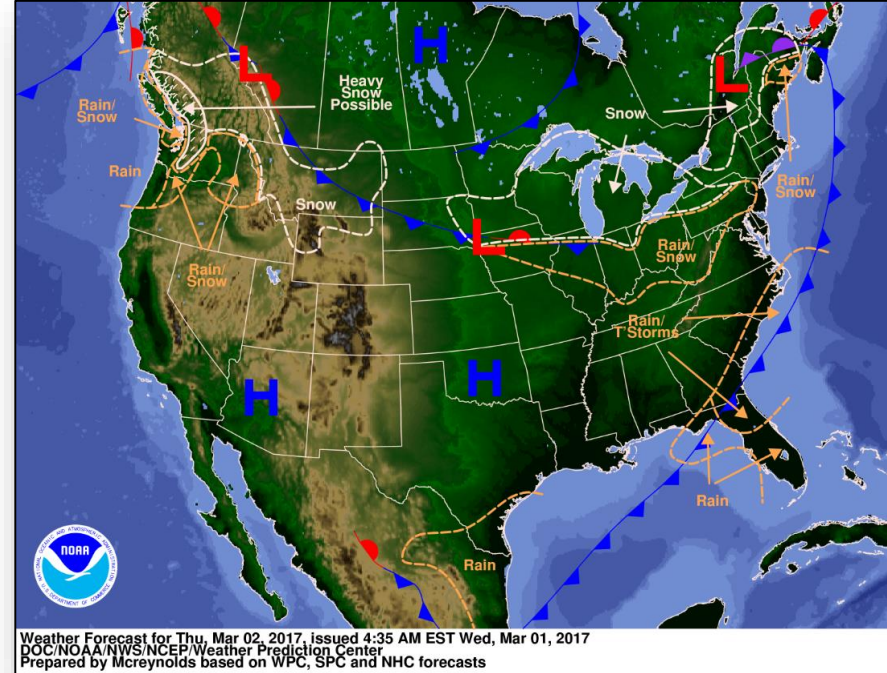 H
L
L
Heavy
Snow
Possible
Snow
Rain/
Snow
Rain
Rain/
Snow
Snow
L
Rain/
Snow
Rain/
Snow
Rain/
T'Storms
H
H
Rain
Rain
NOAA
NATIONAL OCEANIC AND ATMOSPHERIC ADMINISTRATION
U.S. DEPARTMENT OF COMMERCE
Weather Forecast for Thu, Mar 02, 2017, issued 4:35 AM EST Wed, Mar 01, 2017
DOC/NOAA/NWS/NCEP/Weather Prediction Center
Prepared by Mcreynolds based on WPC, SPC and NHC forecasts